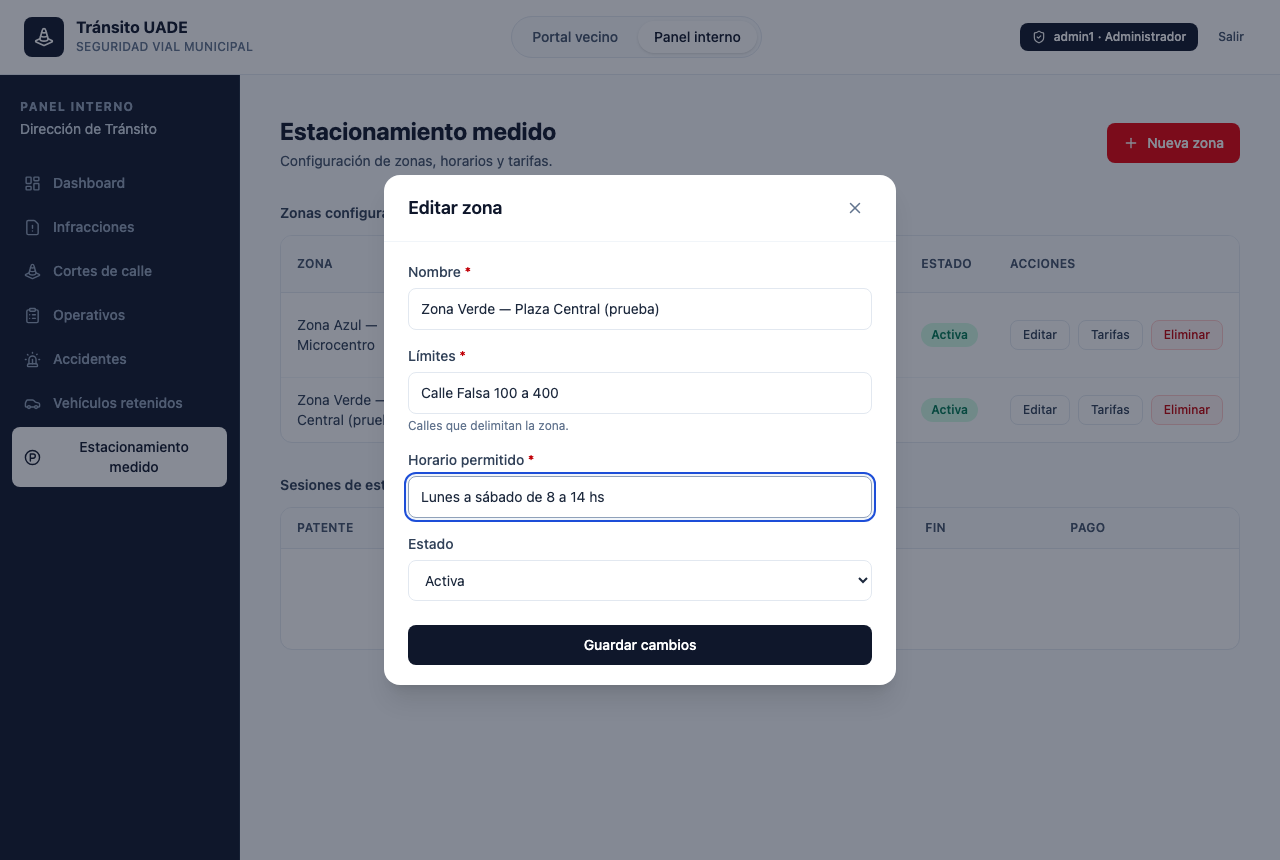 Tránsito UADE
SEGURIDAD VIAL MUNICIPAL
Portal vecino
Panel interno
admin1 · Administrador
Salir
PANEL INTERNO
Dirección de Tránsito
Dashboard
Infracciones
Cortes de calle
Operativos
Accidentes
Vehículos retenidos
Estacionamiento
medido
Estacionamiento medido
Configuración de zonas, horarios y tarifas.
+ Nueva zona
Zonas
ZONA
ESTADO
ACCIONES
Zona Azul —
Microcentro
Activa
Editar
Tarifas
Eliminar
Zona Verde —
Central
Activa
Editar
Tarifas
Eliminar
Sesiones de
PATENTE
FIN
PAGO
Editar zona
Nombre *
Zona Verde — Plaza Central (prueba)
Límites *
Calle Falsa 100 a 400
Calles que delimitan la zona.
Horario permitido *
Lunes a sábado de 8 a 14 hs
Estado
Activa
Guardar cambios